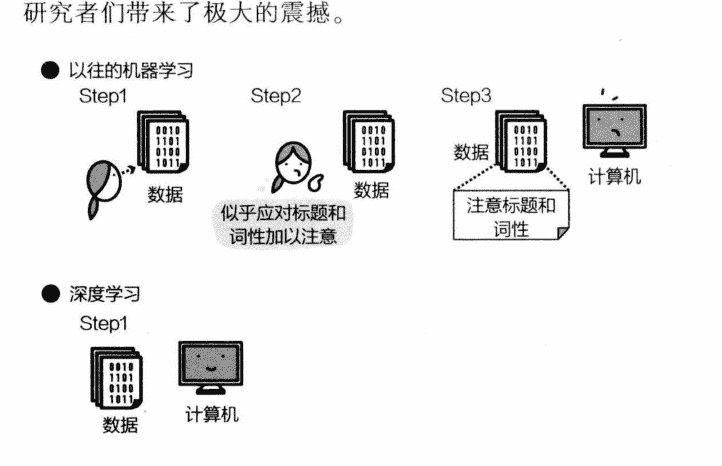 研究者们带来了极大的震撼。
● 以往的机器学习
Step1
Step2
Step3
0010
1101
0100
1011
数据
0010
1101
0100
1011
数据
似乎应对标题和
词性加以注意
0010
1101
0100
1011
数据
计算机
注意标题和
词性
● 深度学习
Step1
0010
1101
0100
1011
数据
计算机